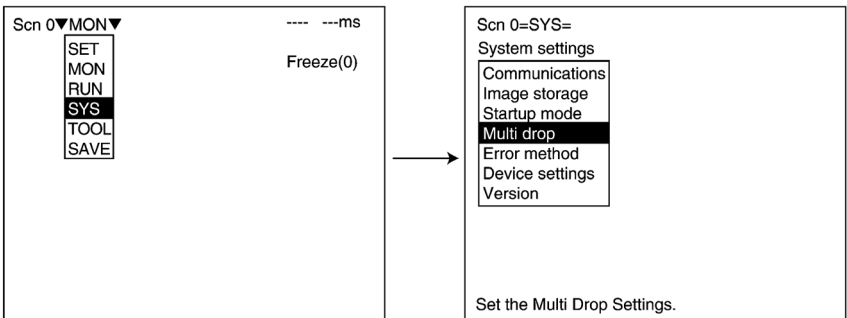 Scn 0▼MON▼
---- ---ms
SET
MON
RUN
SYS
TOOL
SAVE
Freeze(0)
Scn 0=SYS=
System settings
Communications
Image storage
Startup mode
Multi drop
Error method
Device settings
Version
Set the Multi Drop Settings.